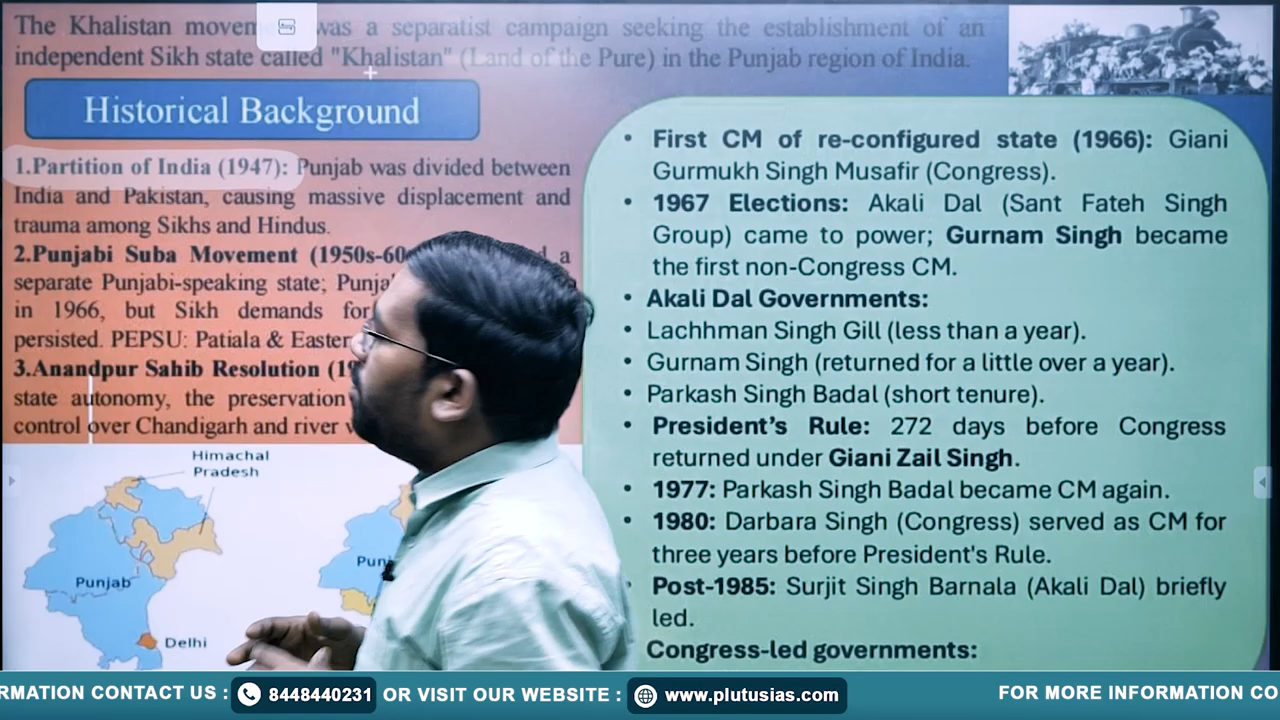 The Khalistan movem was a separatist campaign seeking the establishment of an
independent Sikh state called "Khalistan" (Land of the Pure) in the Punjab region of India.
Historical Background
1.Partition of India (1947): Punjab was divided between
India and Pakistan, causing massive displacement and
trauma among Sikhs and Hindus.
2.Punjabi Suba Movement (1950s-60 a
separate Punjabi-speaking state;
in 1966, but Sikh demands for
persisted. PEPSU: Patiala &
3.Anandpur Sahib Resolution
state autonomy, the preservation
control over Chandigarh and river
Himachal
Pradesh
Punjab
Delhi
• First CM of re-configured state (1966): Giani
Gurmukh Singh Musafir (Congress).
• 1967 Elections: Akali Dal (Sant Fateh Singh
Group) came to power; Gurnam Singh became
the first non-Congress CM.
• Akali Dal Governments:
• Lachhman Singh Gill (less than a year).
• Gurnam Singh (returned for a little over a year).
• Parkash Singh Badal (short tenure).
• President's Rule: 272 days before Congress
returned under Giani Zail Singh.
• 1977: Parkash Singh Badal became CM again.
• 1980: Darbara Singh (Congress) served as CM for
three years before President's Rule.
Post-1985: Surjit Singh Barnala (Akali Dal) briefly
led.
Congress-led governments:
RMATION CONTACT US : 8448440231 OR VISIT OUR WEBSITE : www.plutusias.com FOR MORE INFORMATION CO